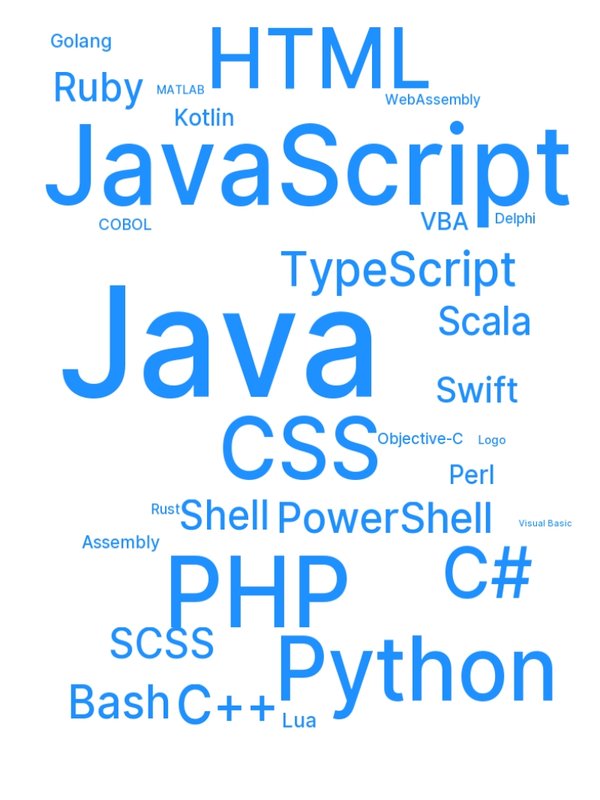 Golang
HTML
Ruby
MATLAB
WebAssembly
Kotlin
JavaScript
COBOL
VBA
Delphi
TypeScript
Java
Scala
Swift
CSS
Objective-C
Logo
Perl
Rust
Shell
PowerShell
Visual Basic
Assembly
PHP
C#
SCSS
Python
Bash
C++
Lua